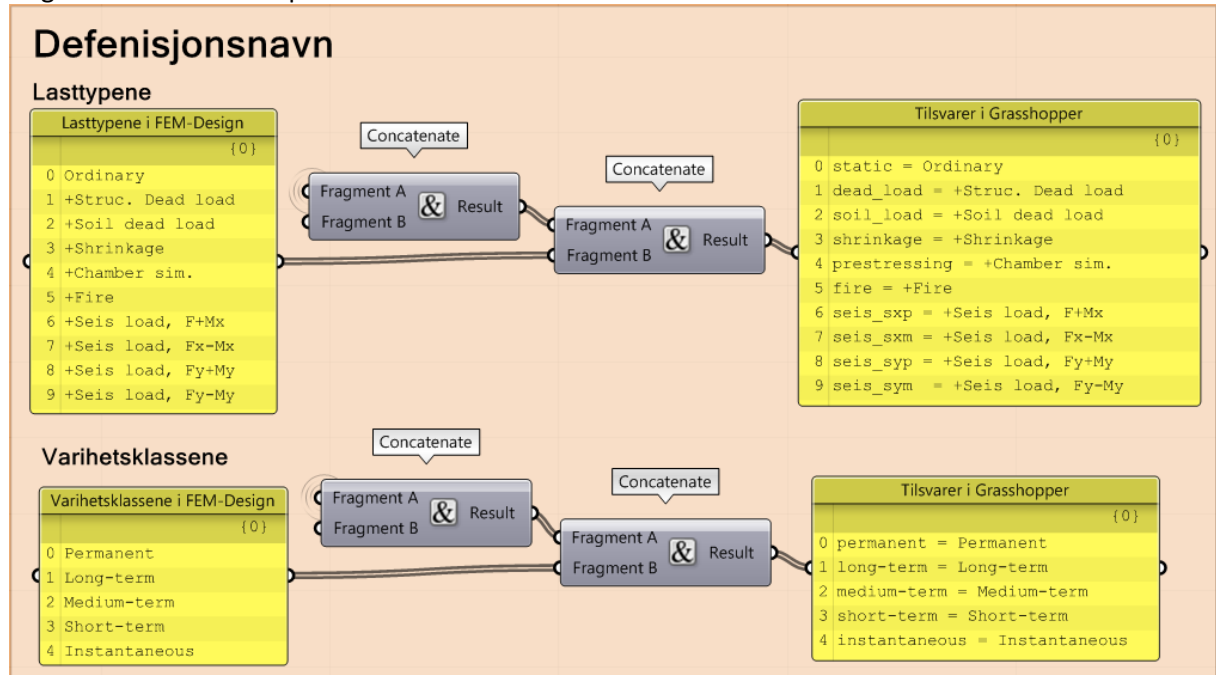 Defenisjonsnavn
Lasttypene
Lasttypene i FEM-Design
{0}
0 Ordinary
1 +Struc. Dead load
2 +Soil dead load
3 +Shrinkage
4 +Chamber sim.
5 +Fire
6 +Seis load, F+Mx
7 +Seis load, Fx-Mx
8 +Seis load, Fy+My
9 +Seis load, Fy-My
Concatenate
Fragment A
Fragment B
& Result
Concatenate
Fragment A
Fragment B
& Result
Tilsvarer i Grasshopper
{0}
0 static = Ordinary
1 dead_load = +Struc. Dead load
2 soil_load = +Soil dead load
3 shrinkage = +Shrinkage
4 prestressing = +Chamber sim.
5 fire = +Fire
6 seis_sxp = +Seis load, F+Mx
7 seis_sxm = +Seis load, Fx-Mx
8 seis_syp = +Seis load, Fy+My
9 seis_sym = +Seis load, Fy-My
Varihetsklassene
Varihetsklassene i FEM-Design
{0}
0 Permanent
1 Long-term
2 Medium-term
3 Short-term
4 Instantaneous
Concatenate
Fragment A
Fragment B
& Result
Concatenate
Fragment A
Fragment B
& Result
Tilsvarer i Grasshopper
{0}
0 permanent = Permanent
1 long-term = Long-term
2 medium-term = Medium-term
3 short-term = Short-term
4 instantaneous = Instantaneous